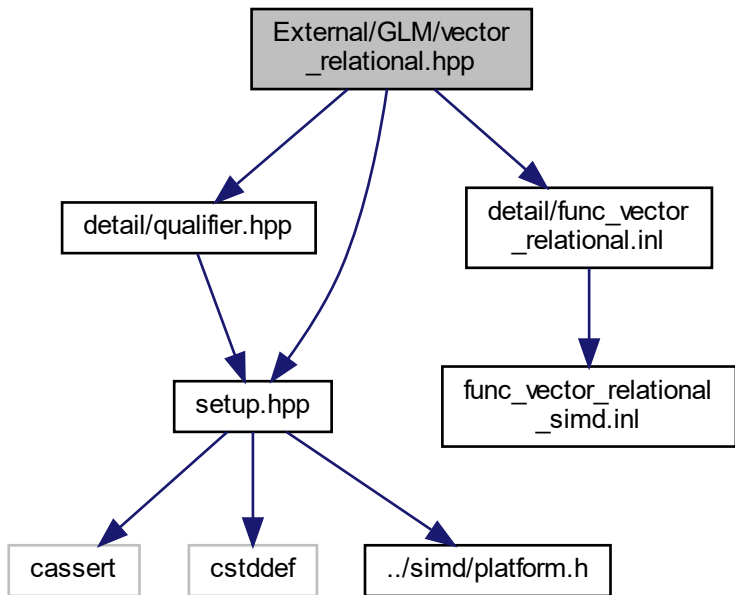 External/GLM/vector
_relational.hpp
detail/qualifier.hpp
detail/func_vector
_relational.inl
setup.hpp
func_vector_relational
_simd.inl
cassert
cstddef
../simd/platform.h